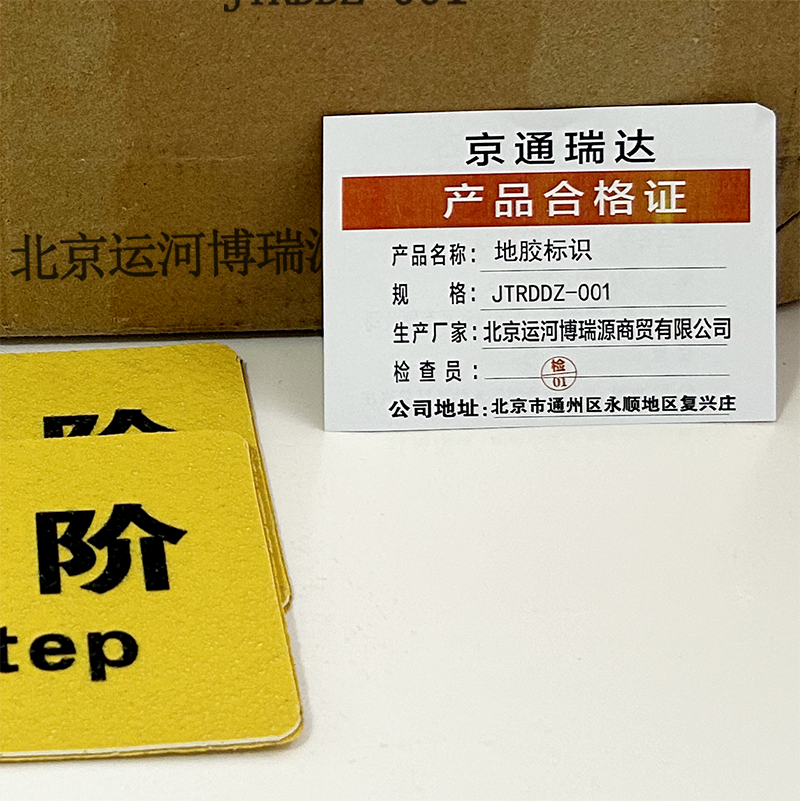 JTRDDZ-001
北京运河博瑞源
京通瑞达
产品合格证
产品名称：地胶标识
规 格：JTRDDZ-001
生产厂家：北京运河博瑞源商贸有限公司
检查员：检 01
公司地址：北京市通州区永顺地区复兴庄
阶
阶
tep